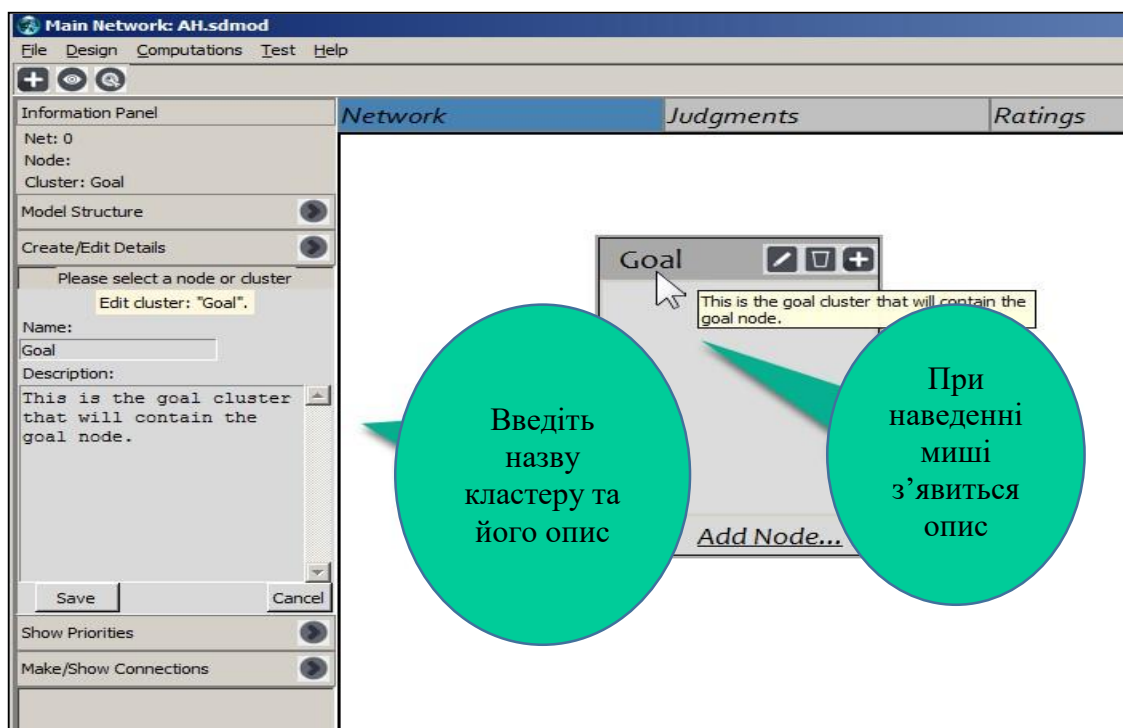 Main Network: AH.sdmod
File Design Computations Test Help
Information Panel
Network
Judgments
Ratings
Net: 0
Node:
Cluster: Goal
Model Structure
Create/Edit Details
Please select a node or cluster
Edit cluster: "Goal".
Name:
Goal
Description:
This is the goal cluster
that will contain the
goal node.
Save
Cancel
Show Priorities
Make/Show Connections
Goal
This is the goal cluster that will contain the
goal node.
Add Node...
Введіть
назву
кластеру та
його опис
При
наведенні
миші
з’явиться
опис